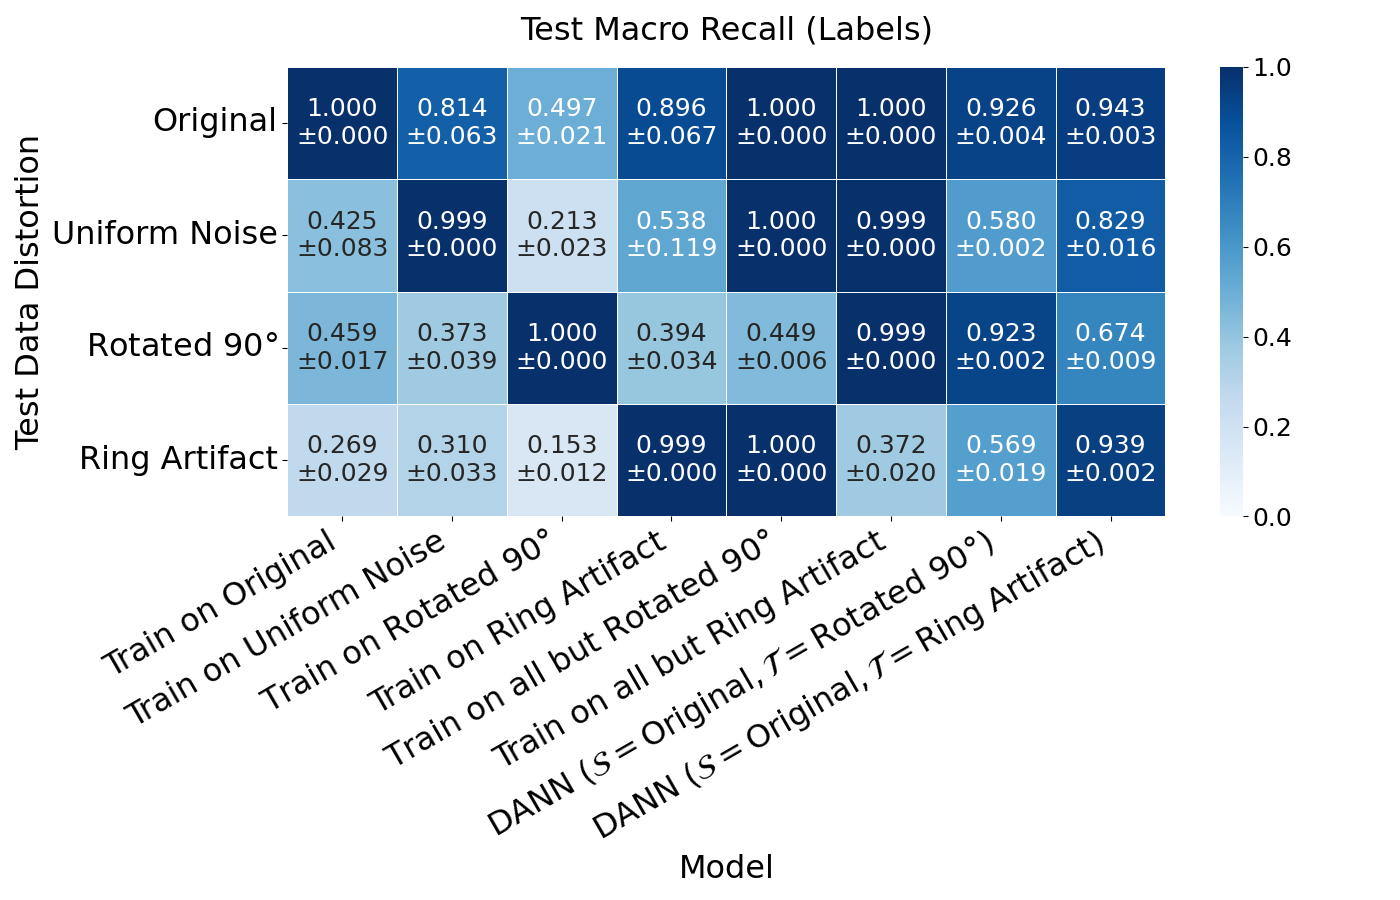 Test Macro Recall (Labels)
Test Data Distortion
Original
1.000 0.814 0.497 0.896 1.000 1.000 0.926 0.943
±0.000 ±0.063 ±0.021 ±0.067 ±0.000 ±0.000 ±0.004 ±0.003
Uniform Noise
0.425 0.999 0.213 0.538 1.000 0.999 0.580 0.829
±0.083 ±0.000 ±0.023 ±0.119 ±0.000 ±0.000 ±0.002 ±0.016
Rotated 90°
0.459 0.373 1.000 0.394 0.449 0.999 0.923 0.674
±0.017 ±0.039 ±0.000 ±0.034 ±0.006 ±0.000 ±0.002 ±0.009
Ring Artifact
0.269 0.310 0.153 0.999 1.000 0.372 0.569 0.939
±0.029 ±0.033 ±0.012 ±0.000 ±0.000 ±0.020 ±0.019 ±0.002
1.0
0.8
0.6
0.4
0.2
0.0
Train on Original
Train on Uniform Noise
Train on Rotated 90°
Train on Ring Artifact
Train on all but Rotated 90°
Train on all but Ring Artifact
DANN (𝒮 = Original, 𝒯 = Rotated 90°)
DANN (𝒮 = Original, 𝒯 = Ring Artifact)
Model